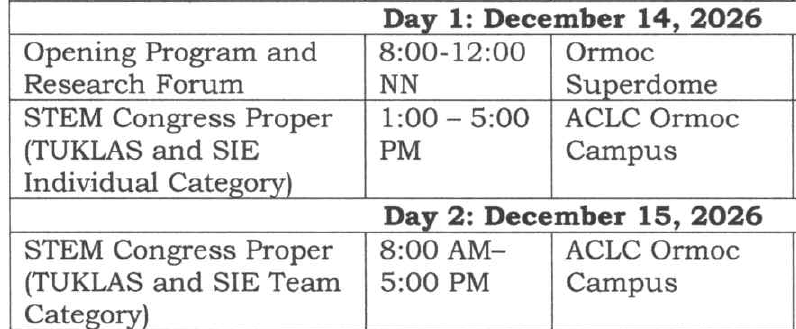 Day 1: December 14, 2026
Opening Program and
Research Forum
8:00-12:00
NN
Ormoc
Superdome
STEM Congress Proper
(TUKLAS and SIE
Individual Category)
1:00 – 5:00
PM
ACLC Ormoc
Campus
Day 2: December 15, 2026
STEM Congress Proper
(TUKLAS and SIE Team
Category)
8:00 AM–
5:00 PM
ACLC Ormoc
Campus